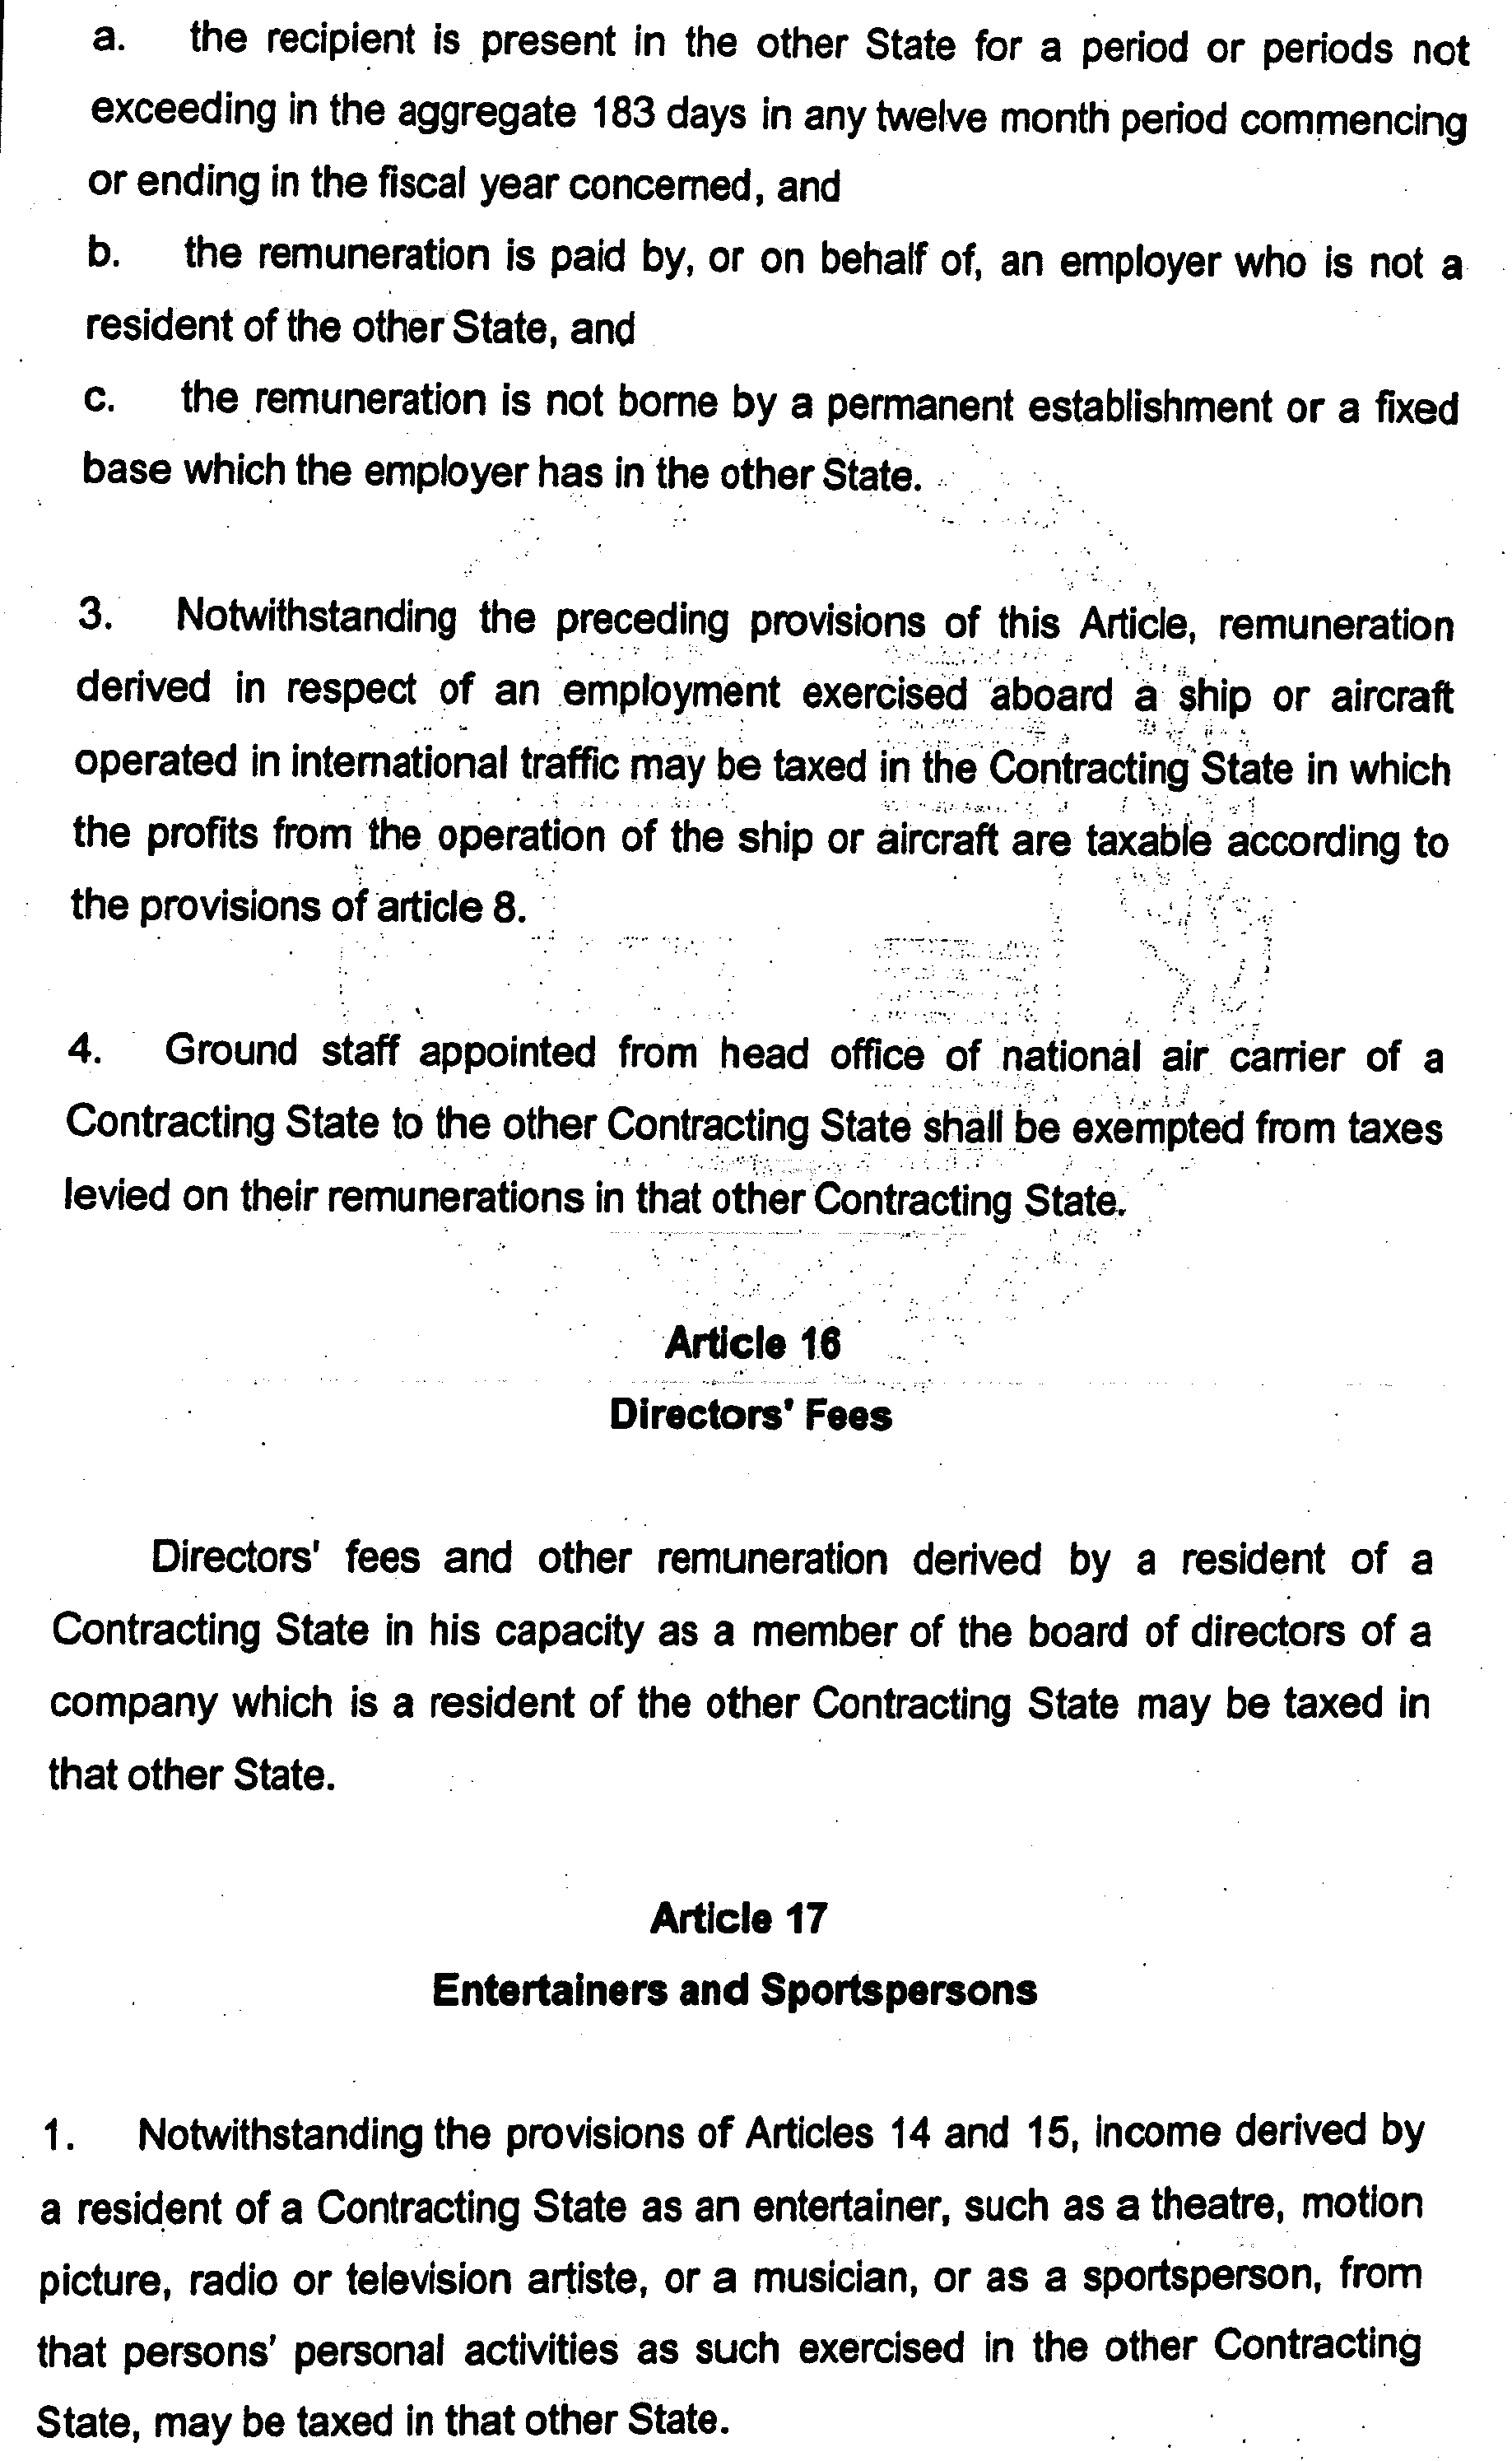 a. the recipient is present in the other State for a period or periods not
exceeding in the aggregate 183 days in any twelve month period commencing
or ending in the fiscal year concerned, and
b. the remuneration is paid by, or on behalf of, an employer who is not a
resident of the other State, and
c. the remuneration is not borne by a permanent establishment or a fixed
base which the employer has in the other State.
3. Notwithstanding the preceding provisions of this Article, remuneration
derived in respect of an employment exercised aboard a ship or aircraft
operated in international traffic may be taxed in the Contracting State in which
the profits from the operation of the ship or aircraft are taxable according to
the provisions of article 8.
4. Ground staff appointed from head office of national air carrier of a
Contracting State to the other Contracting State shall be exempted from taxes
levied on their remunerations in that other Contracting State.
Article 16
Directors' Fees
Directors' fees and other remuneration derived by a resident of a
Contracting State in his capacity as a member of the board of directors of a
company which is a resident of the other Contracting State may be taxed in
that other State.
Article 17
Entertainers and Sportspersons
1. Notwithstanding the provisions of Articles 14 and 15, income derived by
a resident of a Contracting State as an entertainer, such as a theatre, motion
picture, radio or television artiste, or a musician, or as a sportsperson, from
that persons' personal activities as such exercised in the other Contracting
State, may be taxed in that other State.